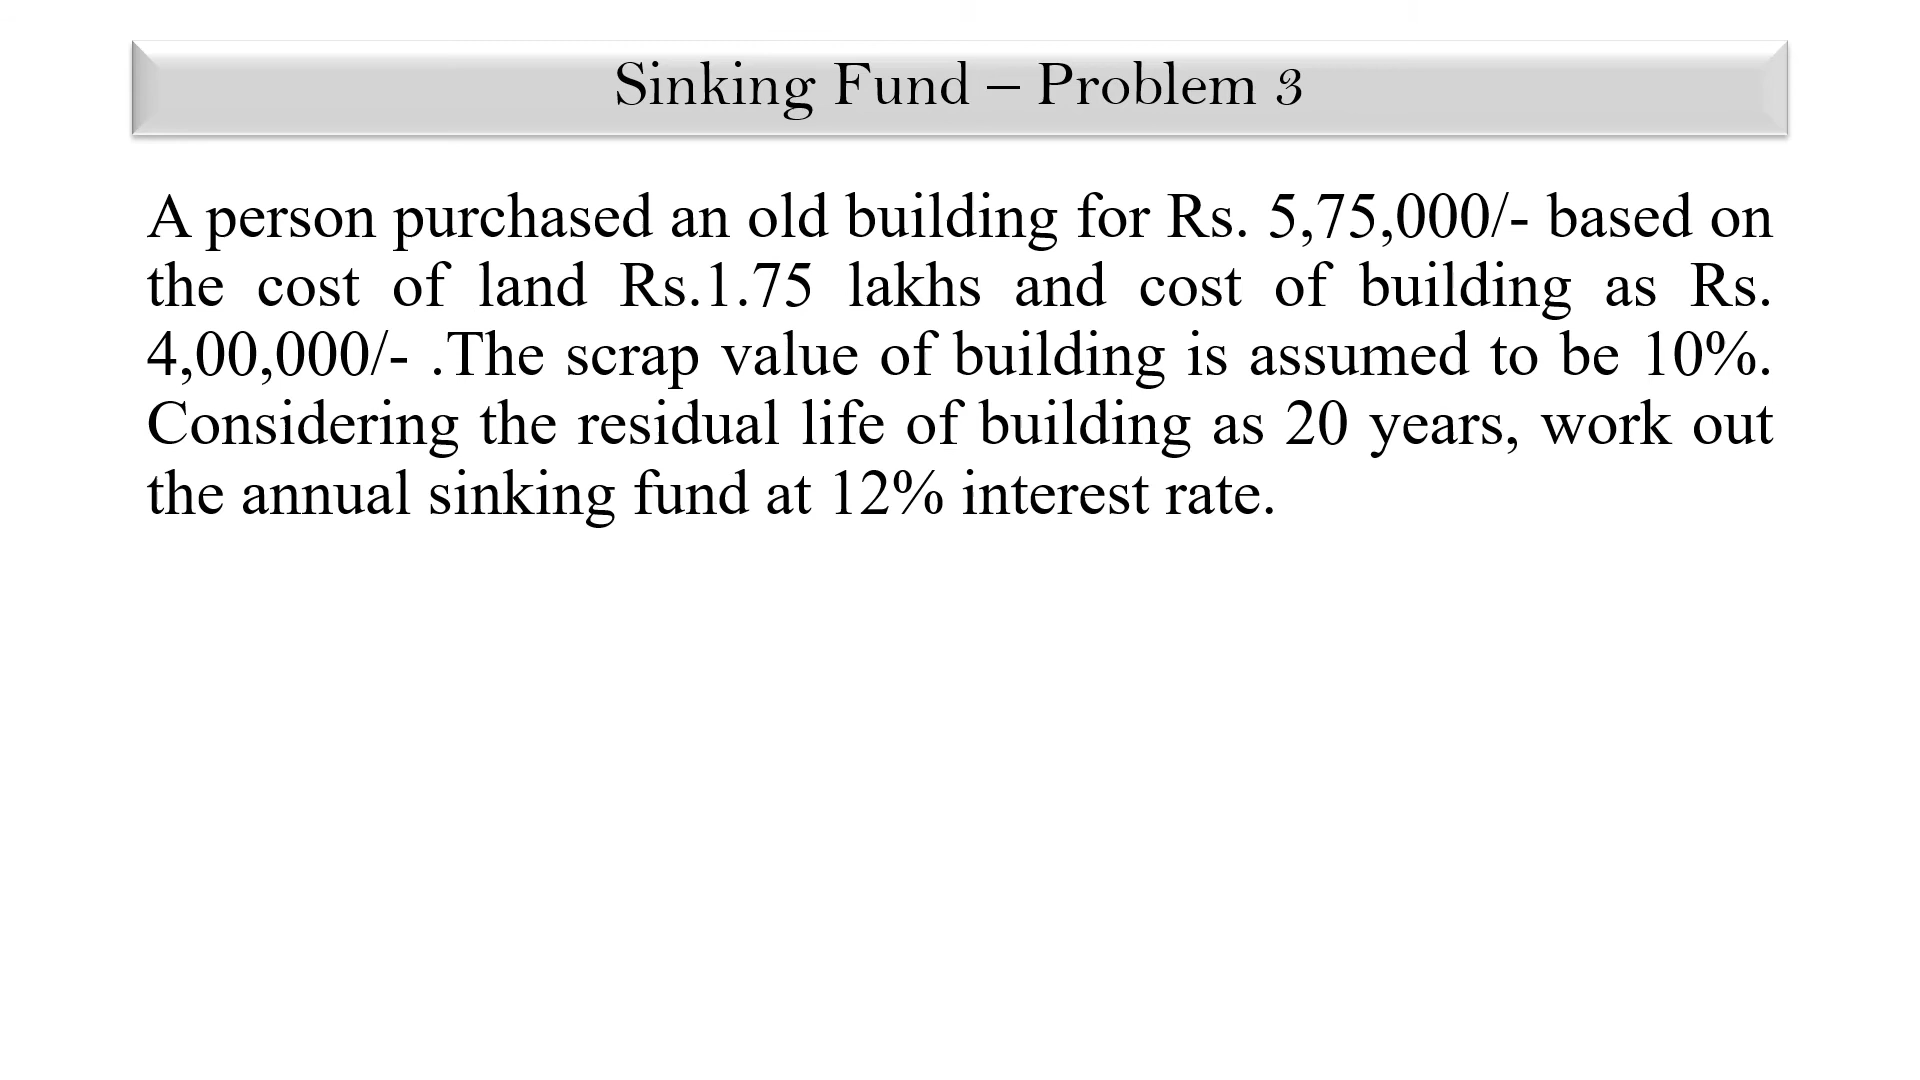 Sinking Fund – Problem 3
A person purchased an old building for Rs. 5,75,000/- based on
the cost of land Rs.1.75 lakhs and cost of building as Rs.
4,00,000/- .The scrap value of building is assumed to be 10%.
Considering the residual life of building as 20 years, work out
the annual sinking fund at 12% interest rate.